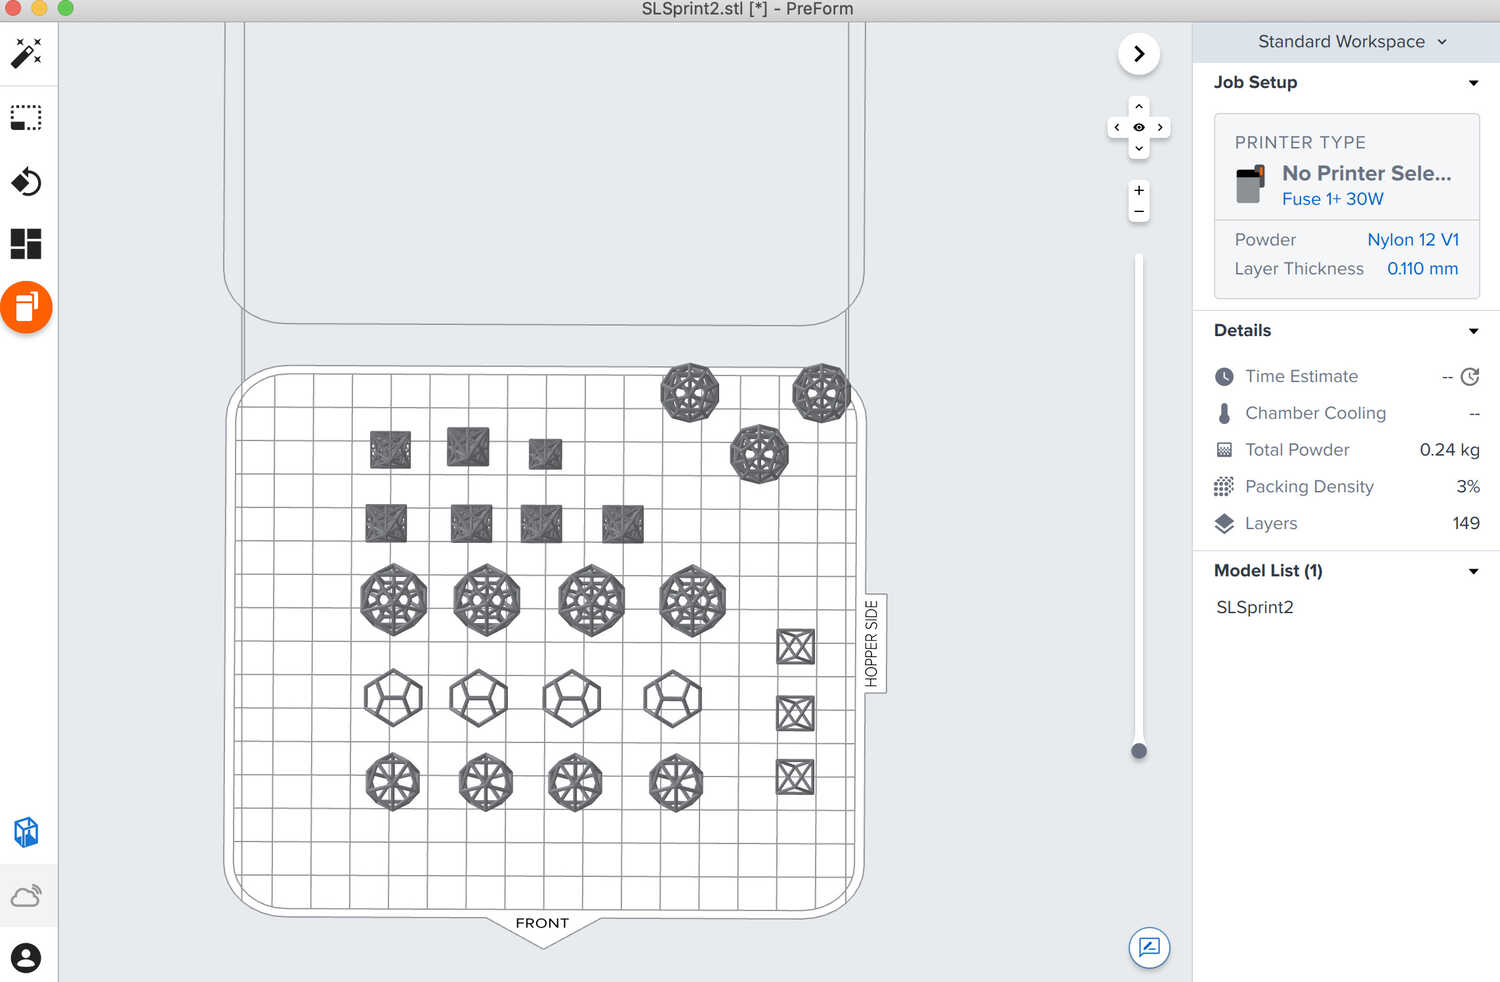 SLSprint2.stl [*] - PreForm
Standard Workspace
Job Setup
PRINTER TYPE
No Printer Sele...
Fuse 1+ 30W
Powder Nylon 12 V1
Layer Thickness 0.110 mm
Details
Time Estimate --
Chamber Cooling --
Total Powder 0.24 kg
Packing Density 3%
Layers 149
Model List (1)
SLSprint2
HOPPER SIDE
FRONT